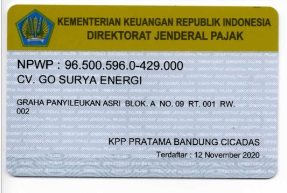 KEMENTERIAN KEUANGAN REPUBLIK INDONESIA
DIREKTORAT JENDERAL PAJAK
NPWP : 96.500.596.0-429.000
CV. GO SURYA ENERGI
GRAHA PANYILEUKAN ASRI BLOK. A NO. 09 RT. 001 RW.
002
KPP PRATAMA BANDUNG CICADAS
Terdaftar : 12 November 2020